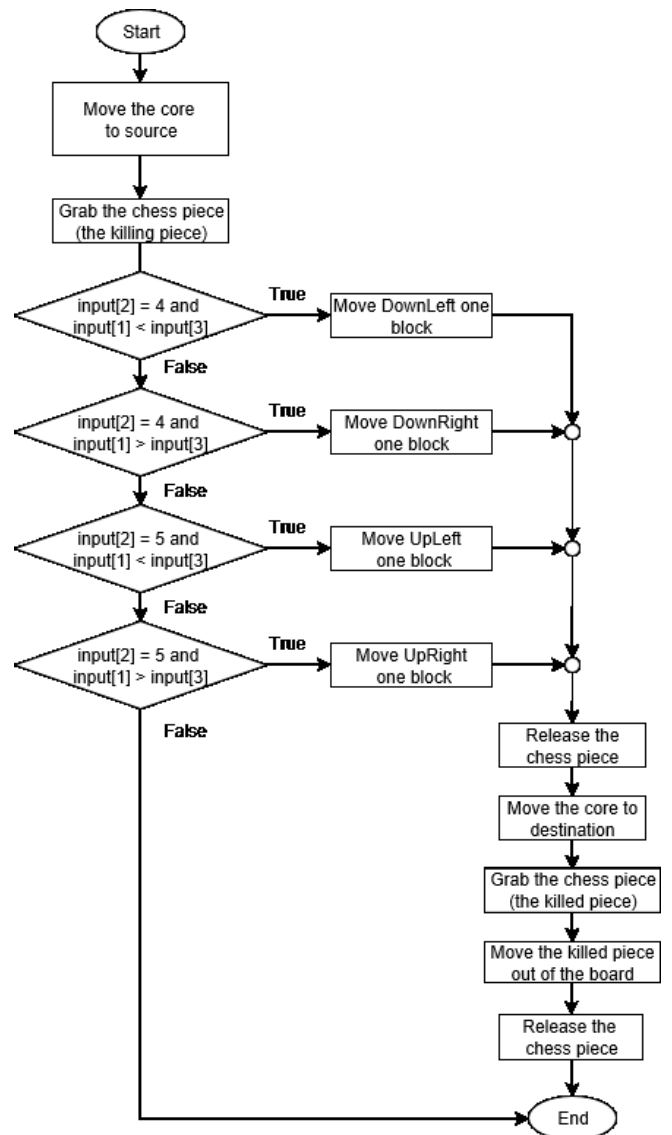 Start
Move the core
to source
Grab the chess piece
(the killing piece)
input[2] = 4 and
input[1] < input[3]
True
Move DownLeft one
block
False
input[2] = 4 and
input[1] > input[3]
True
Move DownRight
one block
False
input[2] = 5 and
input[1] < input[3]
True
Move UpLeft
one block
False
input[2] = 5 and
input[1] > input[3]
True
Move UpRight
one block
False
Release the
chess piece
Move the core to
destination
Grab the chess piece
(the killed piece)
Move the killed piece
out of the board
Release the
chess piece
End